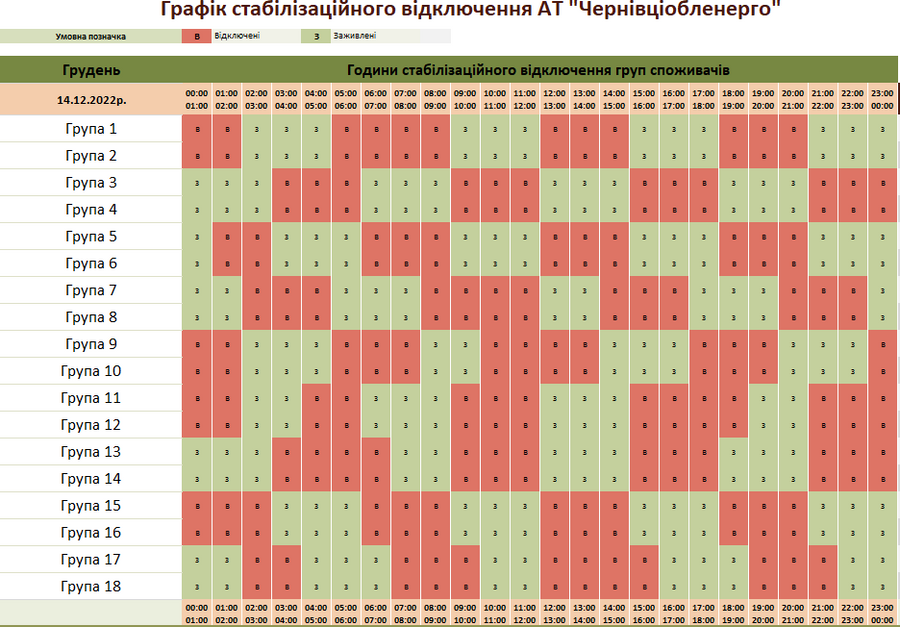 Графік стабілізаційного відключення АТ "Чернівціобленерго"
Умовна позначка В Відключені З Заживлені
Грудень Години стабілізаційного відключення груп споживачів
14.12.2022р. 00:00 01:00 02:00 03:00 04:00 05:00 06:00 07:00 08:00 09:00 10:00 11:00 12:00 13:00 14:00 15:00 16:00 17:00 18:00 19:00 20:00 21:00 22:00 23:00
01:00 02:00 03:00 04:00 05:00 06:00 07:00 08:00 09:00 10:00 11:00 12:00 13:00 14:00 15:00 16:00 17:00 18:00 19:00 20:00 21:00 22:00 23:00 00:00
Група 1 В В З З З В В В В З З З В В В З З З В В В З З З
Група 2 В В З З З В В В В З З З В В В З З З В В В З З З
Група 3 З З З В В В З З З В В В З З З В В В З З З В В В
Група 4 З З З В В В З З З В В В З З З В В В З З З В В В
Група 5 З В В З З З В В В З З З В В В З З З В В В З З З
Група 6 З В В З З З В В В З З З В В В З З З В В В З З З
Група 7 З З В В В З З З В В В В З З В В В З З З В В В З
Група 8 З З В В В З З З В В В В З З В В В З З З В В В З
Група 9 В В З З З В В В З З В В В В З З З В В В З З З В
Група 10 В В З З З В В В З З В В В В З З З В В В З З З В
Група 11 В В З З В В З З З В В В З З З В В В В З З В В В
Група 12 В В З З В В З З З В В В З З З В В В В З З В В В
Група 13 З З З В В В В З З В В В З З З В В В З З З В В В
Група 14 З З З В В В В З З В В В З З З В В В З З З В В В
Група 15 В В В З З З В В В З З З В В В З З З В В В З З З
Група 16 В В В З З З В В В З З З В В В З З З В В В З З З
Група 17 З З В В З З З В В В З З В В В В З З З В В В З З
Група 18 З З В В З З З В В В З З В В В В З З З В В В З З
00:00 01:00 02:00 03:00 04:00 05:00 06:00 07:00 08:00 09:00 10:00 11:00 12:00 13:00 14:00 15:00 16:00 17:00 18:00 19:00 20:00 21:00 22:00 23:00
01:00 02:00 03:00 04:00 05:00 06:00 07:00 08:00 09:00 10:00 11:00 12:00 13:00 14:00 15:00 16:00 17:00 18:00 19:00 20:00 21:00 22:00 23:00 00:00